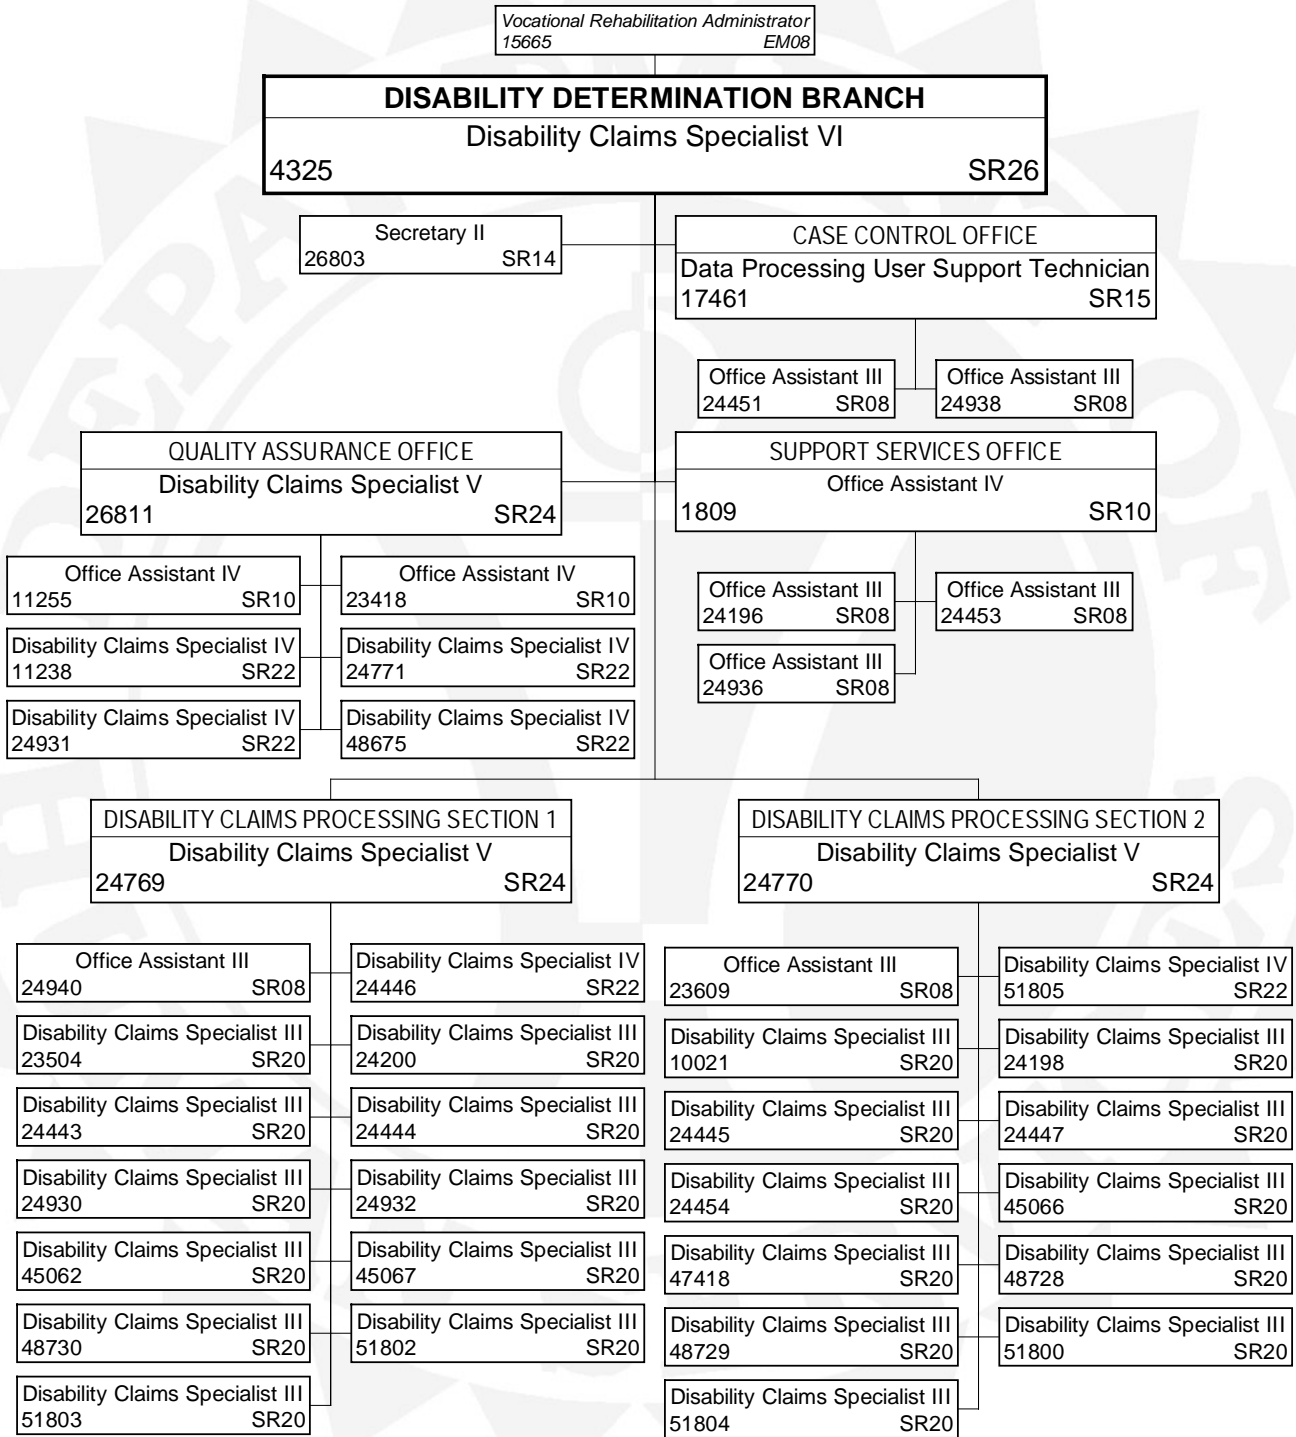 Vocational Rehabilitation Administrator
15665 EM08
DISABILITY DETERMINATION BRANCH
Disability Claims Specialist VI
4325 SR26
Secretary II
26803 SR14
CASE CONTROL OFFICE
Data Processing User Support Technician
17461 SR15
Office Assistant III
24451 SR08
Office Assistant III
24938 SR08
QUALITY ASSURANCE OFFICE
Disability Claims Specialist V
26811 SR24
SUPPORT SERVICES OFFICE
Office Assistant IV
1809 SR10
Office Assistant IV
11255 SR10
Office Assistant IV
23418 SR10
Disability Claims Specialist IV
11238 SR22
Disability Claims Specialist IV
24771 SR22
Disability Claims Specialist IV
24931 SR22
Disability Claims Specialist IV
48675 SR22
Office Assistant III
24196 SR08
Office Assistant III
24453 SR08
Office Assistant III
24936 SR08
DISABILITY CLAIMS PROCESSING SECTION 1
Disability Claims Specialist V
24769 SR24
DISABILITY CLAIMS PROCESSING SECTION 2
Disability Claims Specialist V
24770 SR24
Office Assistant III
24940 SR08
Disability Claims Specialist IV
24446 SR22
Disability Claims Specialist III
23504 SR20
Disability Claims Specialist III
24200 SR20
Disability Claims Specialist III
24443 SR20
Disability Claims Specialist III
24444 SR20
Disability Claims Specialist III
24930 SR20
Disability Claims Specialist III
24932 SR20
Disability Claims Specialist III
45062 SR20
Disability Claims Specialist III
45067 SR20
Disability Claims Specialist III
48730 SR20
Disability Claims Specialist III
51802 SR20
Disability Claims Specialist III
51803 SR20
Office Assistant III
23609 SR08
Disability Claims Specialist IV
51805 SR22
Disability Claims Specialist III
10021 SR20
Disability Claims Specialist III
24198 SR20
Disability Claims Specialist III
24445 SR20
Disability Claims Specialist III
24447 SR20
Disability Claims Specialist III
24454 SR20
Disability Claims Specialist III
45066 SR20
Disability Claims Specialist III
47418 SR20
Disability Claims Specialist III
48728 SR20
Disability Claims Specialist III
48729 SR20
Disability Claims Specialist III
51800 SR20
Disability Claims Specialist III
51804 SR20